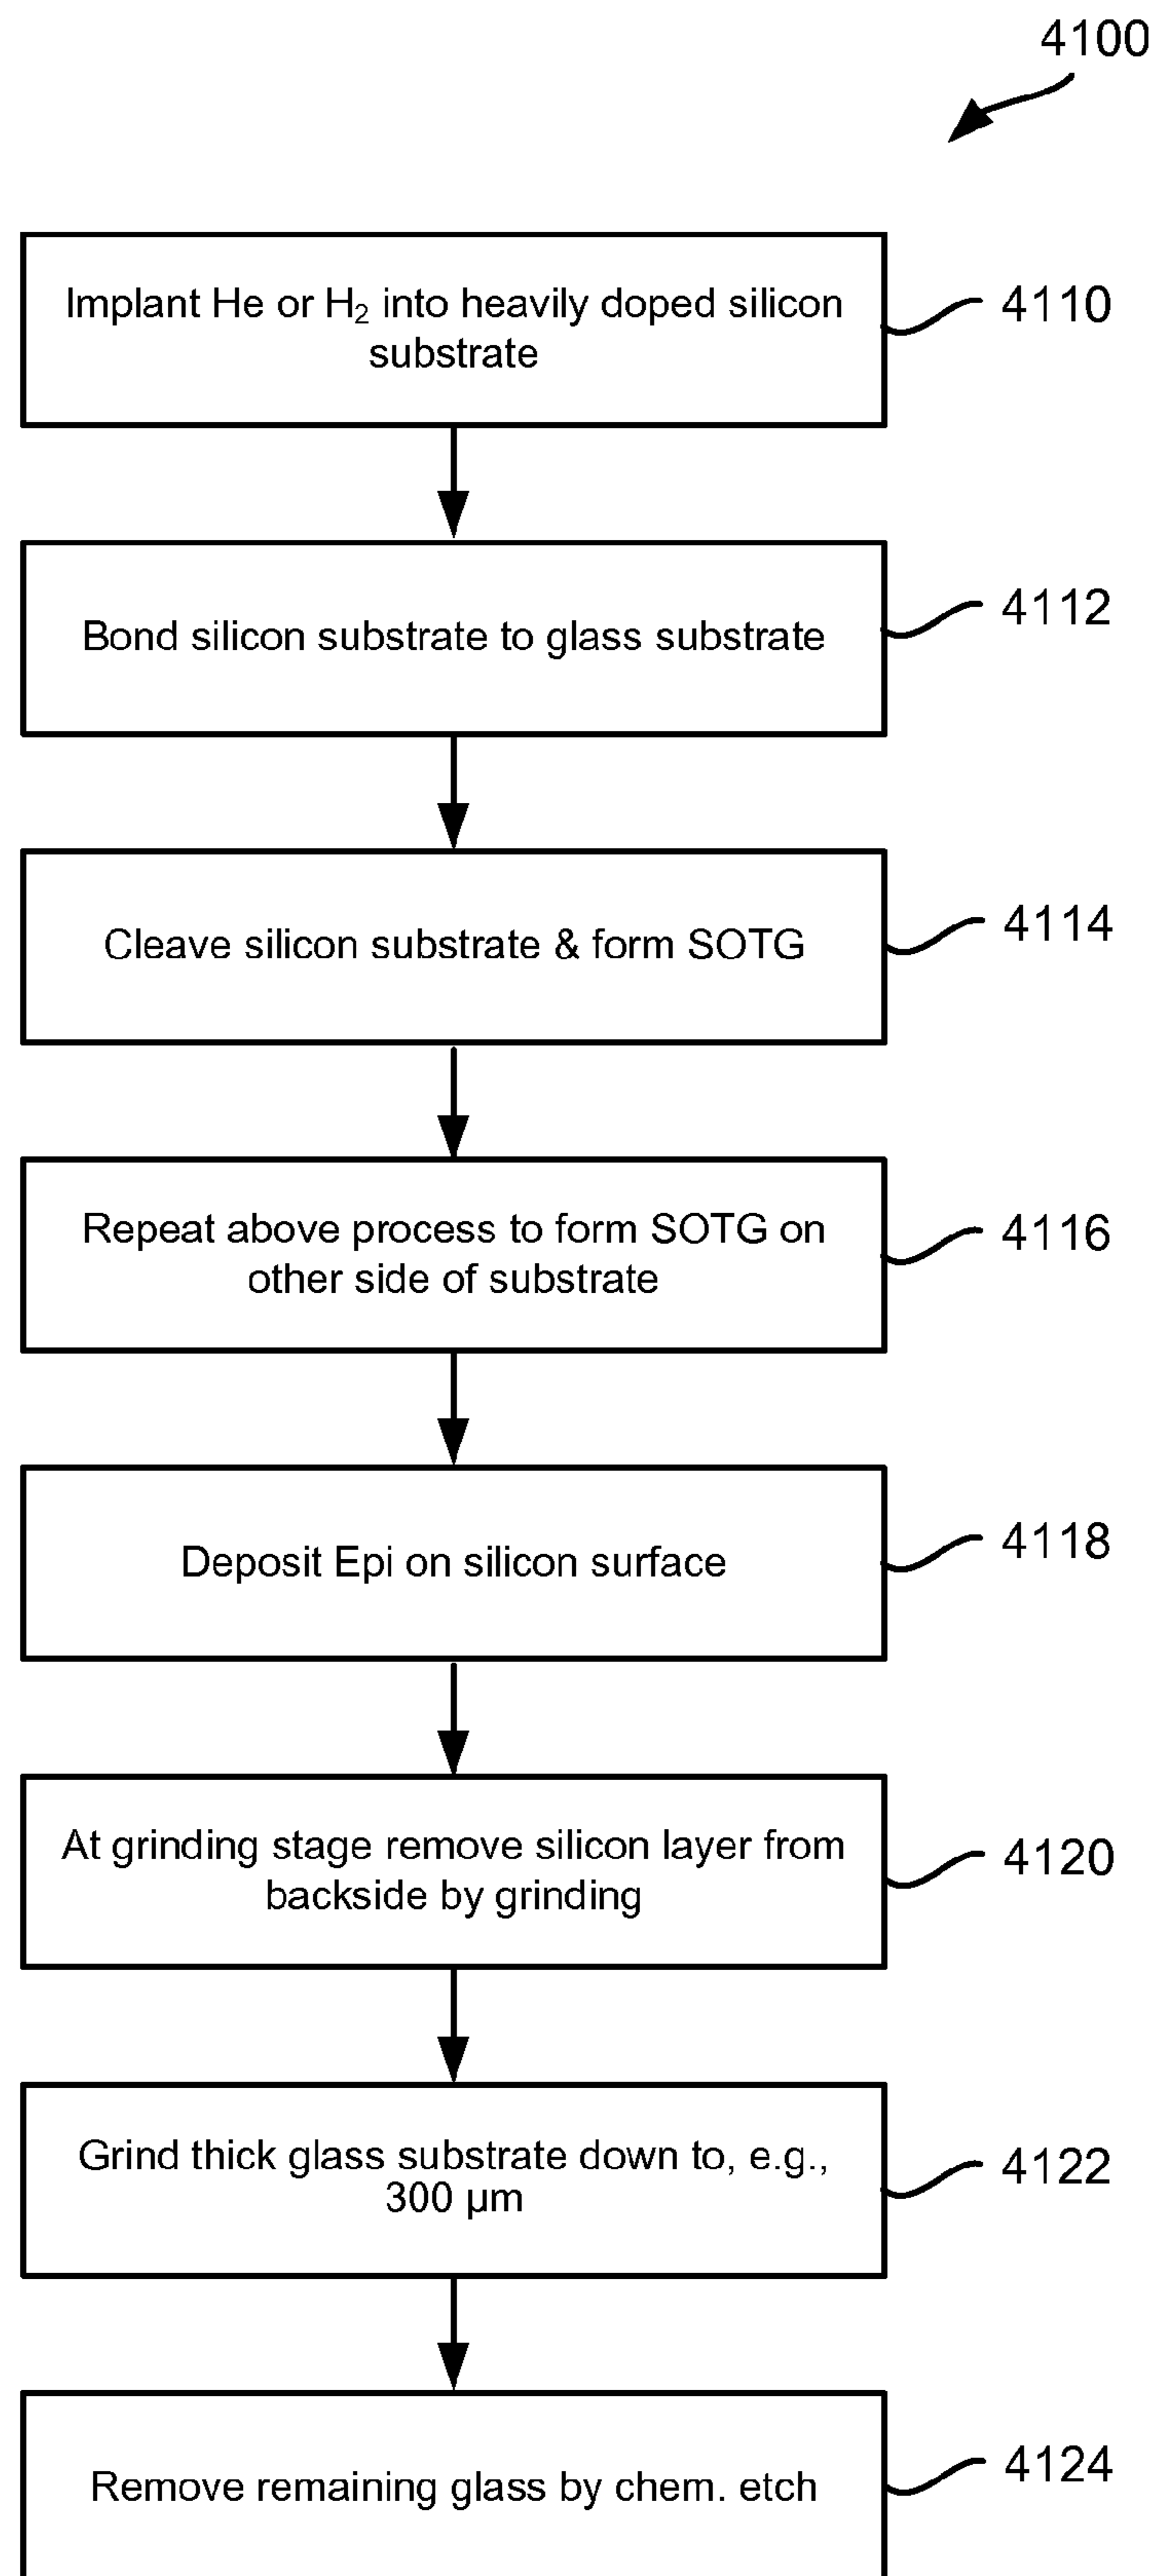 4100
Implant He or H₂ into heavily doped silicon
substrate
4110
Bond silicon substrate to glass substrate
4112
Cleave silicon substrate & form SOTG
4114
Repeat above process to form SOTG on
other side of substrate
4116
Deposit Epi on silicon surface
4118
At grinding stage remove silicon layer from
backside by grinding
4120
Grind thick glass substrate down to, e.g.,
300 µm
4122
Remove remaining glass by chem. etch
4124